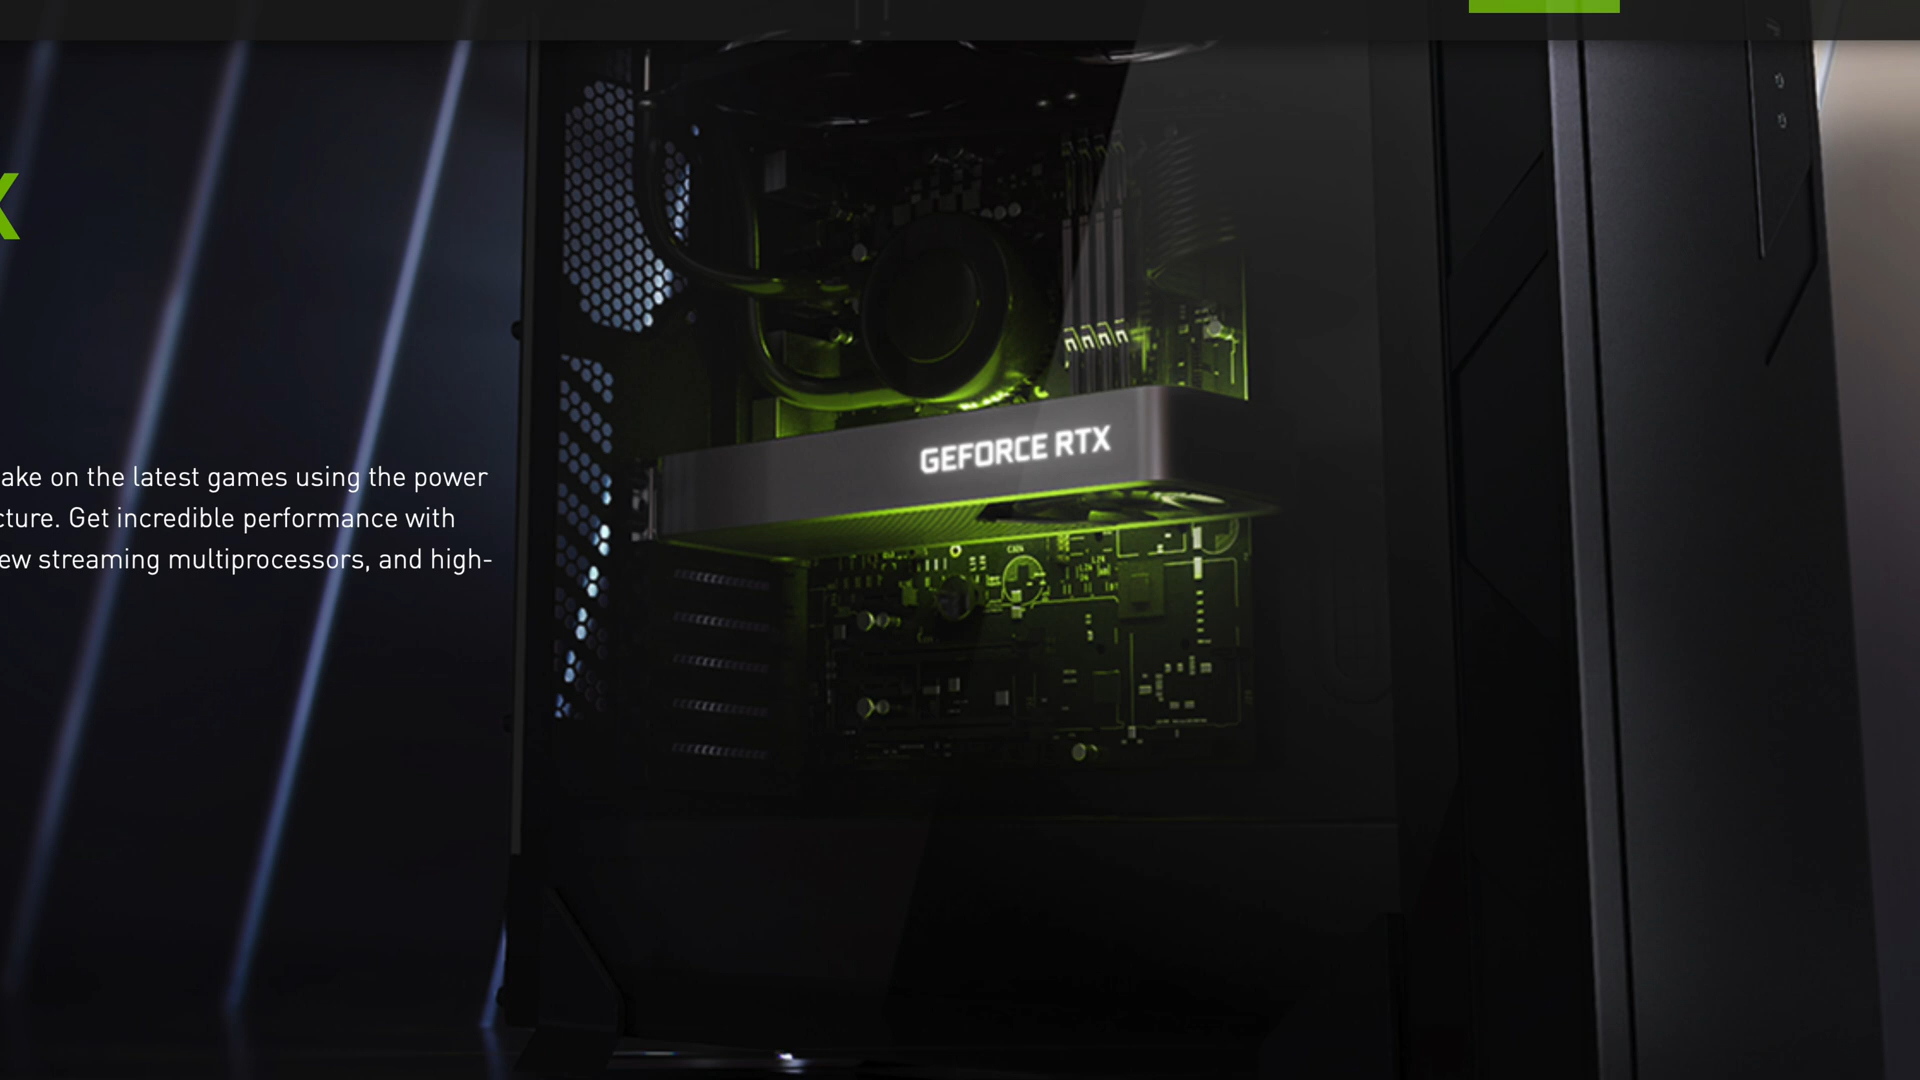 X
GEFORCE RTX
ake on the latest games using the power
cture. Get incredible performance with
ew streaming multiprocessors, and high-